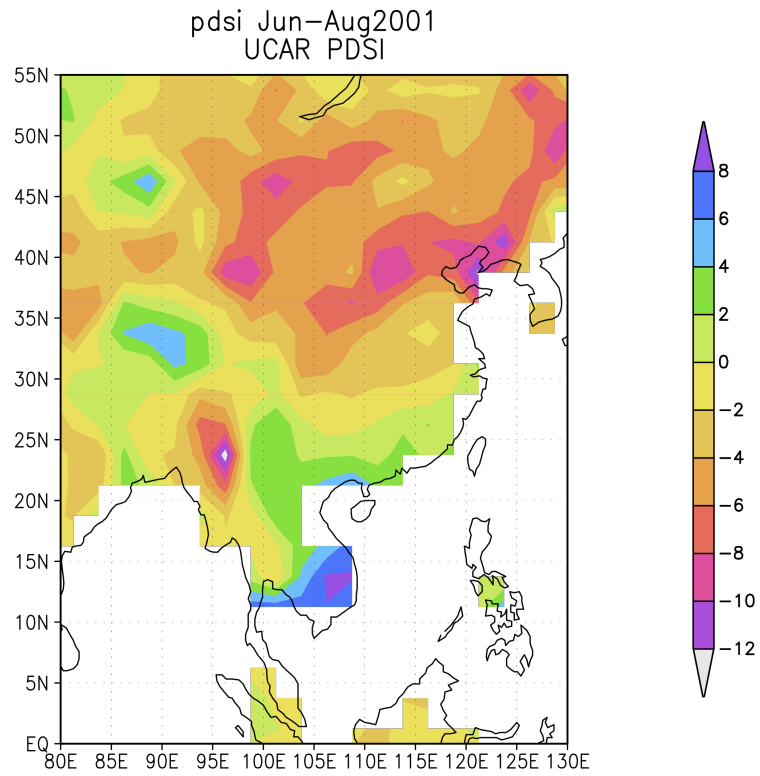 pdsi Jun-Aug2001
UCAR PDSI
55N
50N
45N
40N
35N
30N
25N
20N
15N
10N
5N
EQ
80E 85E 90E 95E 100E 105E 110E 115E 120E 125E 130E
8
6
4
2
0
-2
-4
-6
-8
-10
-12